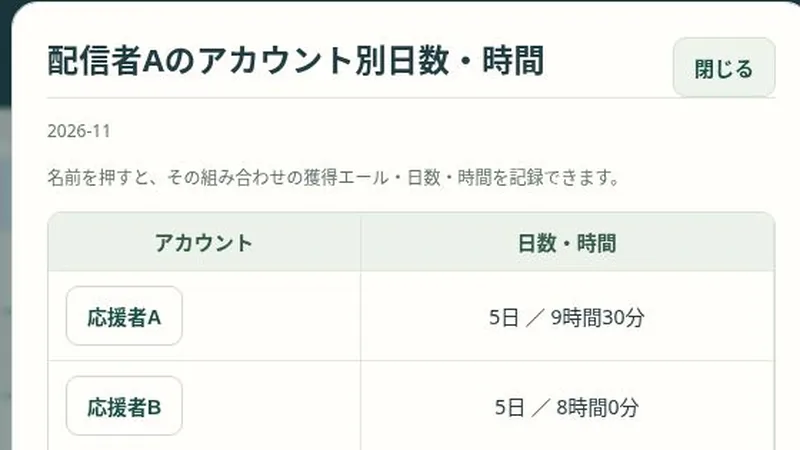 配信者Aのアカウント別日数・時間
閉じる
2026-11
名前を押すと、その組み合わせの獲得エール・日数・時間を記録できます。
アカウント
日数・時間
応援者A
5日 ／ 9時間30分
応援者B
5日 ／ 8時間0分